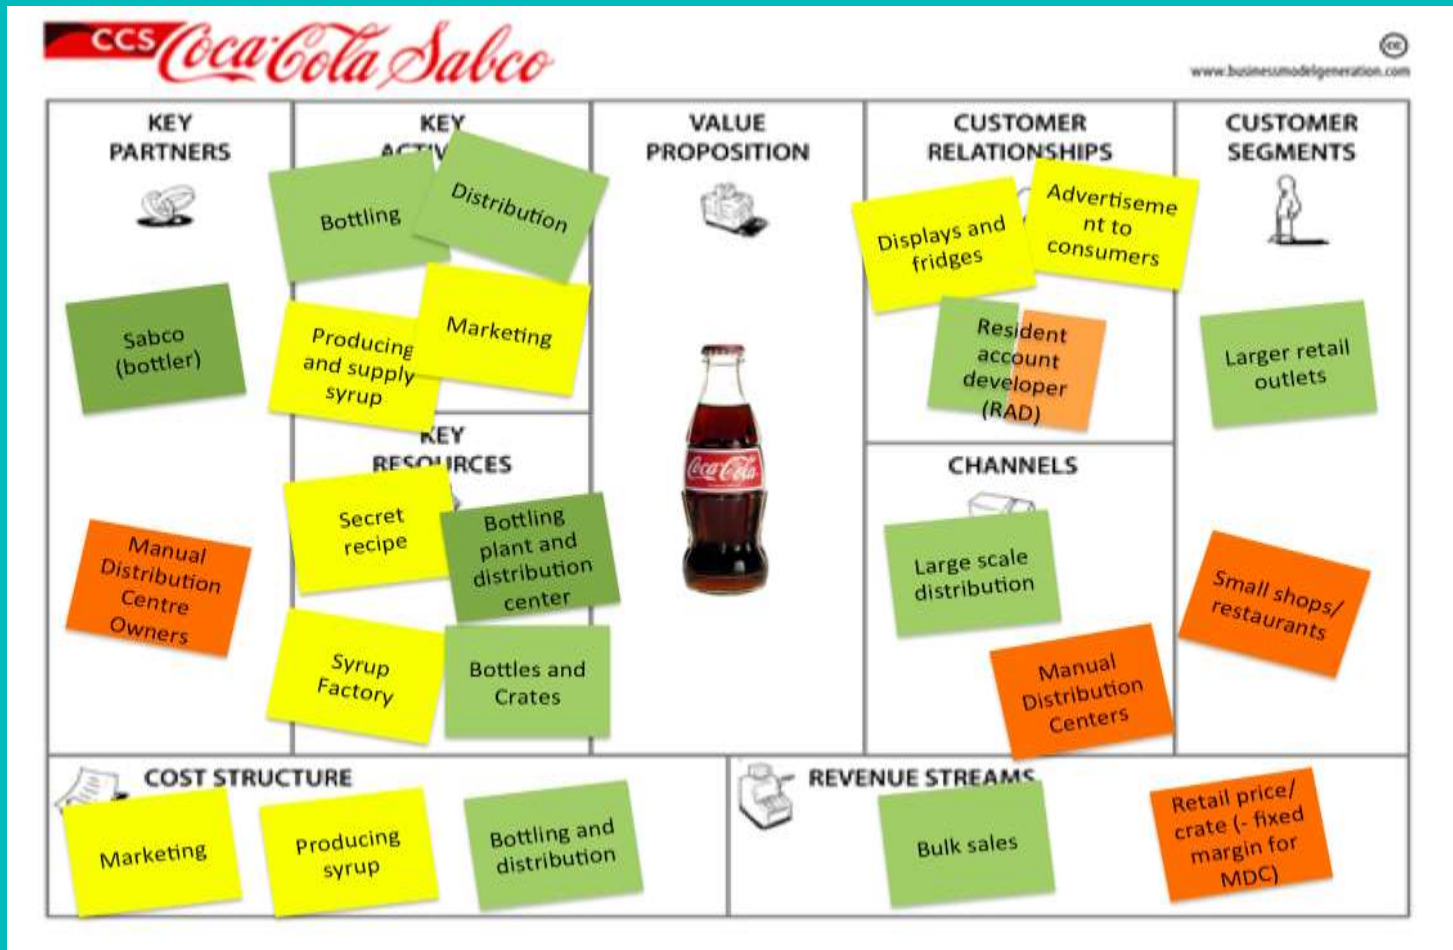 CCS Coca-Cola Sabco
cc
www.businessmodelgeneration.com
KEY
PARTNERS
Sabco
(bottler)
Manual
Distribution
Centre
Owners
KEY
Bottling
Distribution
Producing
and supply
syrup
Marketing
KEY
RESOURCES
Secret
recipe
Bottling
plant and
distribution
center
Syrup
Factory
Bottles and
Crates
VALUE
PROPOSITION
Coca-Cola
CUSTOMER
RELATIONSHIPS
Displays and
fridges
Advertiseme
nt to
consumers
Resident
account
developer
(RAD)
CHANNELS
Large scale
distribution
Manual
Distribution
Centers
CUSTOMER
SEGMENTS
Larger retail
outlets
Small shops/
restaurants
COST STRUCTURE
Marketing
Producing
syrup
Bottling and
distribution
REVENUE STREAMS
Bulk sales
Retail price/
crate (- fixed
margin for
MDC)